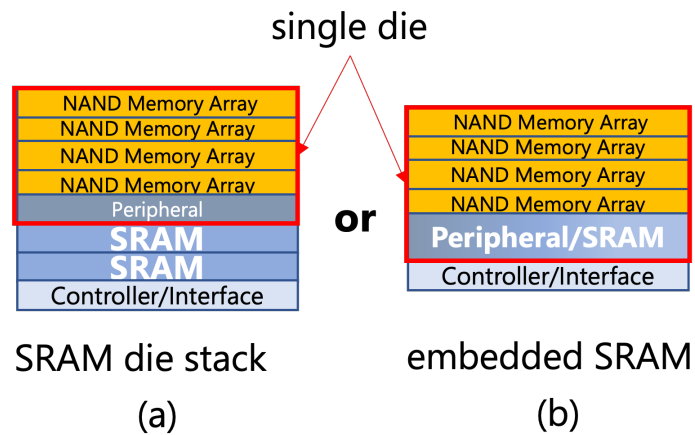 single die
NAND Memory Array
NAND Memory Array
NAND Memory Array
NAND Memory Array
Peripheral
SRAM
SRAM
Controller/Interface
SRAM die stack
(a)
or
NAND Memory Array
NAND Memory Array
NAND Memory Array
NAND Memory Array
Peripheral/SRAM
Controller/Interface
embedded SRAM
(b)